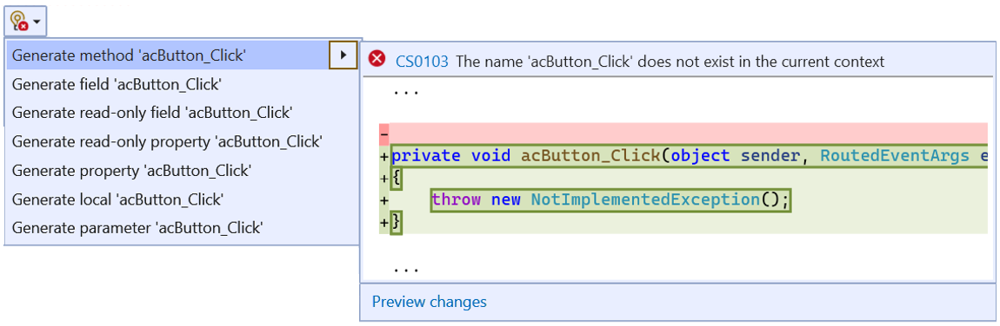 Generate method 'acButton_Click'
Generate field 'acButton_Click'
Generate read-only field 'acButton_Click'
Generate read-only property 'acButton_Click'
Generate property 'acButton_Click'
Generate local 'acButton_Click'
Generate parameter 'acButton_Click'
CS0103 The name 'acButton_Click' does not exist in the current context
...
-
+private void acButton_Click(object sender, RoutedEventArgs e
+{
+    throw new NotImplementedException();
+}
...
Preview changes